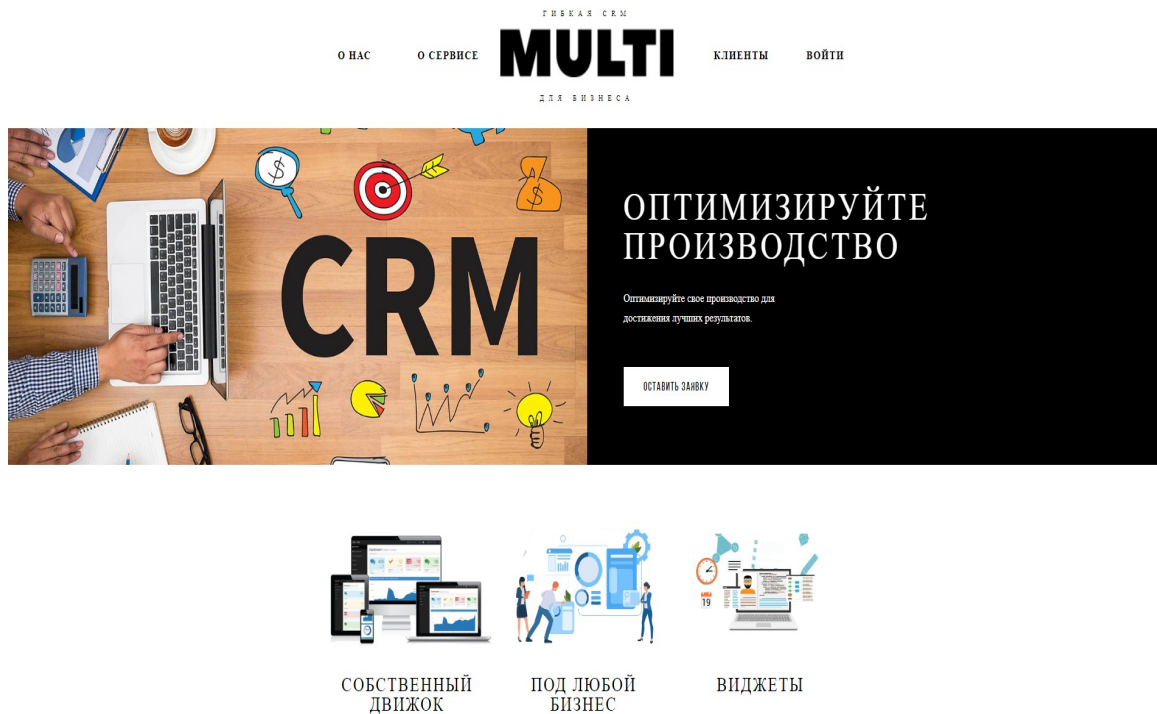 ГИБКАЯ CRM
О НАС
О СЕРВИСЕ
MULTI
КЛИЕНТЫ
ВОЙТИ
ДЛЯ БИЗНЕСА
CRM
ОПТИМИЗИРУЙТЕ
ПРОИЗВОДСТВО
Оптимизируйте свое производство для
достижения лучших результатов.
ОСТАВИТЬ ЗАЯВКУ
19
СОБСТВЕННЫЙ
ДВИЖОК
ПОД ЛЮБОЙ
БИЗНЕС
ВИДЖЕТЫ